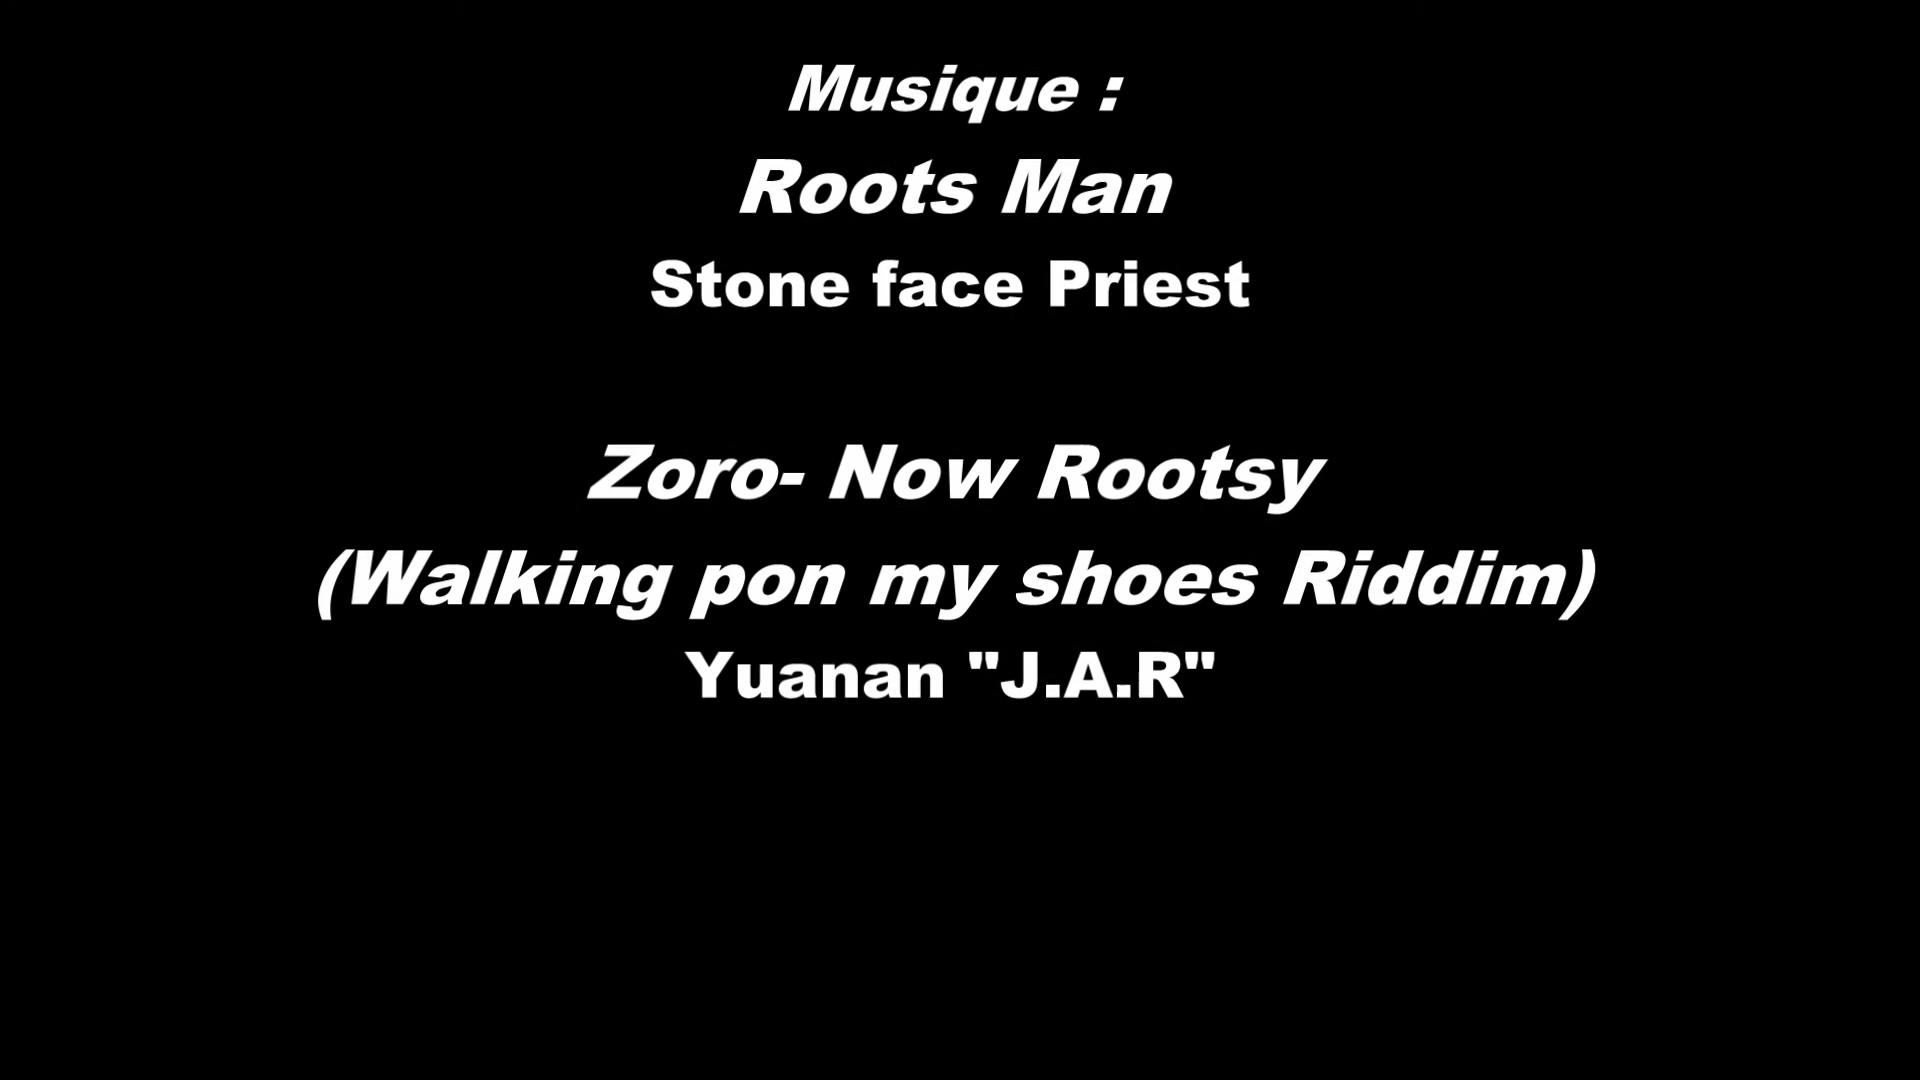 Musique :
Roots Man
Stone face Priest
Zoro- Now Rootsy
(Walking pon my shoes Riddim)
Yuanan "J.A.R"